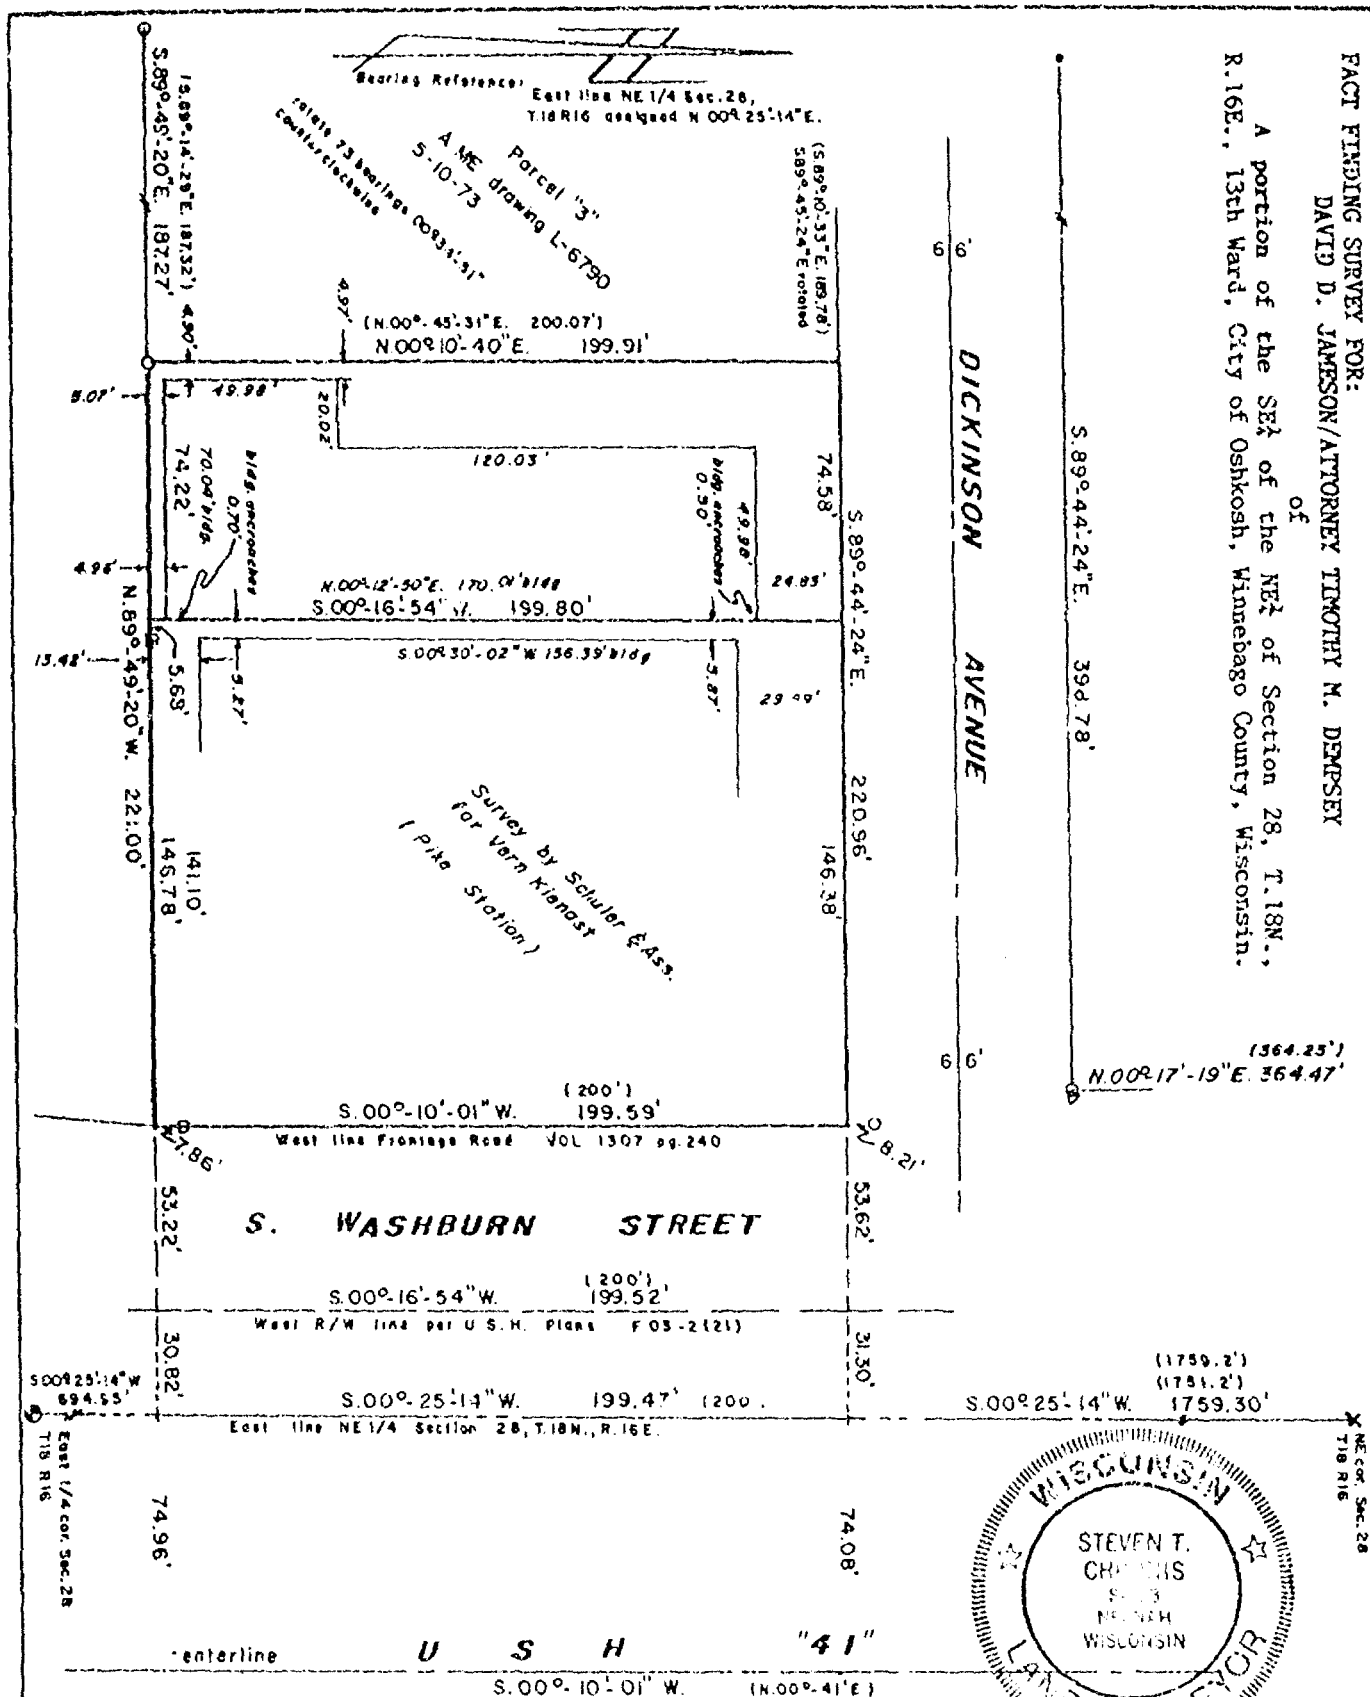 FACT FINDING SURVEY FOR:
DAVID D. JAMESON/ATTORNEY TIMOTHY M. DEMPSEY
of
A portion of the SE¼ of the NE¼ of Section 28, T.18N.,
R.16E., 13th Ward, City of Oshkosh, Winnebago County, Wisconsin.
Bearing Reference:
East line NE 1/4 Sec. 28,
T.18 R16 assigned N 00°-25'-14"E.
Parcel "3"
A ME drawing L-6790
5-10-73
rotate 73 bearings 00°34'-51"
counterclockwise
(S.89°-14'-29"E. 187.32')
S.89°-45'-20"E. 187.27'
4.90'
(S.89°-10'-33"E. 189.78')
S89°-45'-24"E rotated
66'
DICKINSON AVENUE
S.89°-44'-24"E. 398.78'
66'
(364.25')
N.00°-17'-19"E. 364.47'
4.97'
(N.00°-45'-31"E. 200.07')
N.00°-10'-40"E. 199.91'
5.07'
49.98'
20.02'
120.03'
bldg. encroaches
0.70'
70.04' bldg.
74.22'
bldg. encroaches
0.30'
49.98'
74.58'
24.83'
4.96'
N.00°-12'-50"E. 170.01' bldg
S.00°-16'-54" W. 199.80'
S.00°-30'-02"W 156.39' bldg
13.42'
5.68'
5.27'
5.87'
29.49'
S.89°-44'-24"E. 220.96'
146.38'
N.89°-49'-20"W. 221.00'
141.10'
146.78'
Survey by Schuler & Ass.
for Vern Kienast
(Pike Station)
(200')
S.00°-10'-01"W. 199.59'
West line Frontage Road VOL 1307 pg. 240
7.86'
8.21'
53.22'
53.62'
S. WASHBURN STREET
(200')
S.00°-16'-54"W. 199.52'
West R/W line per U.S.H. Plans F 03-2(21)
30.82'
31.30'
S.00°25'-14"W
694.55'
S.00°-25'-14"W. 199.47' (200.
East line NE 1/4 Section 28, T.18N., R.16E.
(1759.2')
(1751.2')
S.00°25'-14"W. 1759.30'
NE cor. Sec. 28
T18 R16
East 1/4 cor. Sec. 28
T18 R16
74.96'
74.08'
WISCONSIN
STEVEN T.
WISCONSIN
LAND
enterline U S H "41"
S.00°-10'-01" W. (N.00°-41'E)